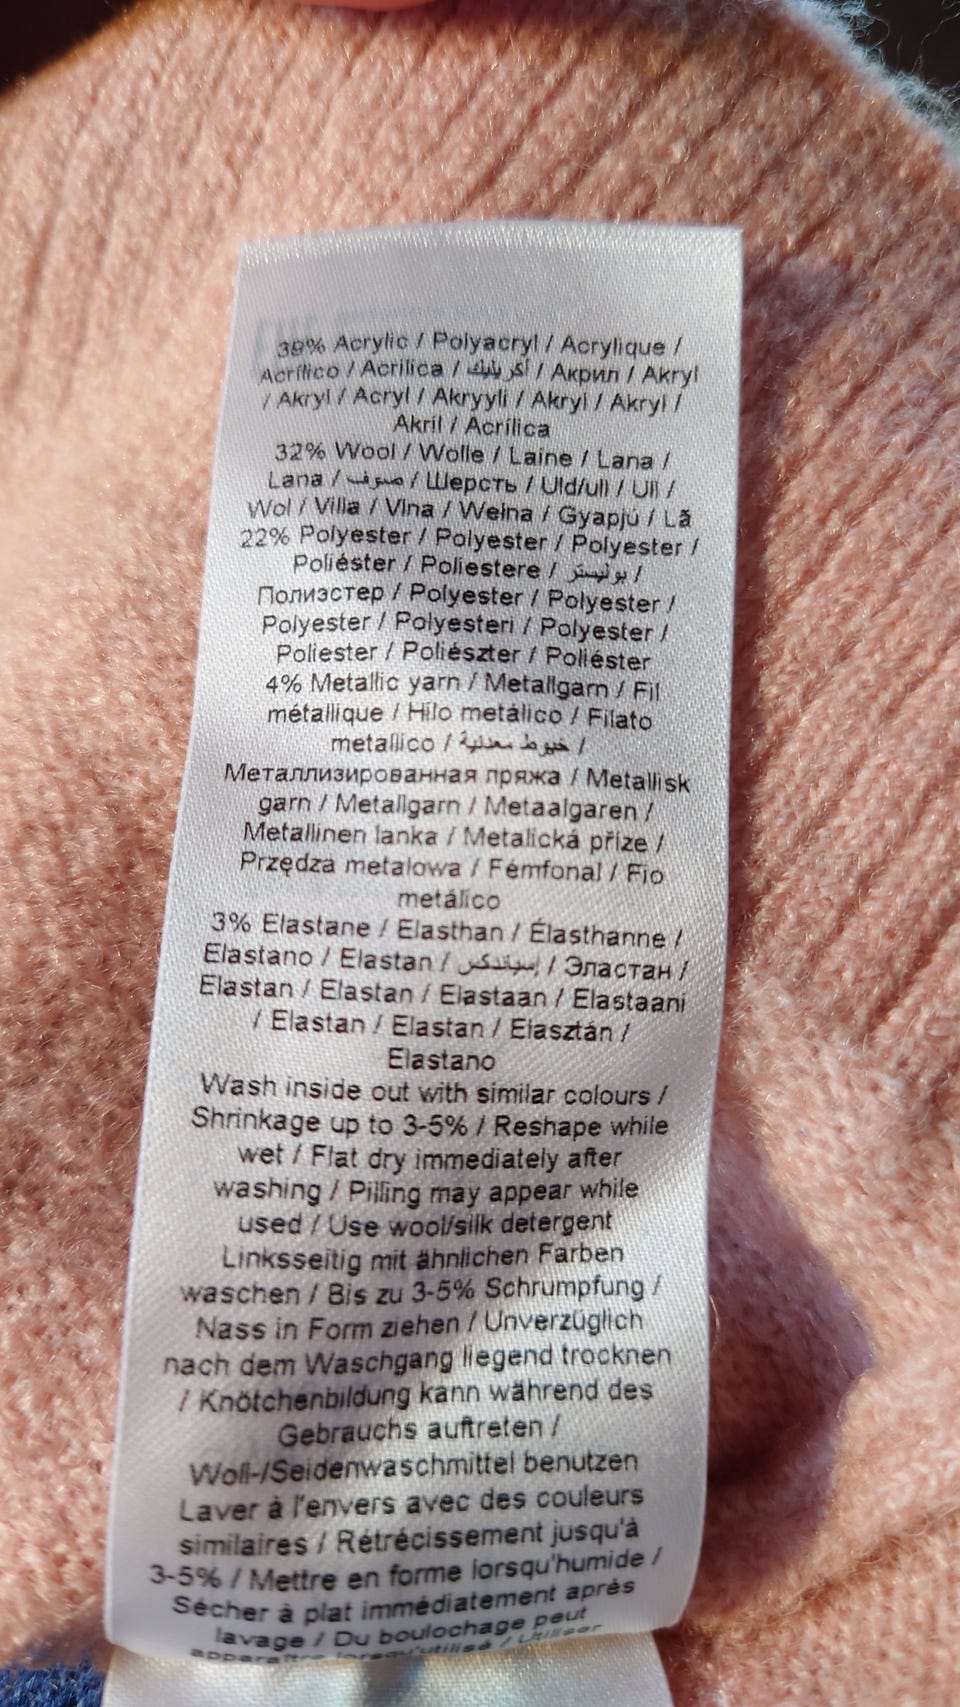 39% Acrylic / Polyacryl / Acrylique /
Acrílico / Acrilica / أكريليك / Акрил / Akryl
/ Akryl / Acryl / Akryyli / Akryl / Akryl /
Akril / Acrílica
32% Wool / Wolle / Laine / Lana /
Lana / صوف / Шерсть / Uld/ull / Ull /
Wol / Villa / Vlna / Wełna / Gyapjú / Lã
22% Polyester / Polyester / Polyester /
Poliéster / Poliestere / بوليستر /
Полиэстер / Polyester / Polyester /
Polyester / Polyesteri / Polyester /
Poliester / Poliészter / Poliéster
4% Metallic yarn / Metallgarn / Fil
métallique / Hilo metálico / Filato
metallico / خيوط معدنية /
Металлизированная пряжа / Metallisk
garn / Metallgarn / Metaalgaren /
Metallinen lanka / Metalická příze /
Przędza metalowa / Fémfonal / Fio
metálico
3% Elastane / Elasthan / Élasthanne /
Elastano / Elastan / إسباندكس / Эластан /
Elastan / Elastan / Elastaan / Elastaani
/ Elastan / Elastan / Elasztán /
Elastano
Wash inside out with similar colours /
Shrinkage up to 3-5% / Reshape while
wet / Flat dry immediately after
washing / Pilling may appear while
used / Use wool/silk detergent
Linksseitig mit ähnlichen Farben
waschen / Bis zu 3-5% Schrumpfung /
Nass in Form ziehen / Unverzüglich
nach dem Waschgang liegend trocknen
/ Knötchenbildung kann während des
Gebrauchs auftreten /
Woll-/Seidenwaschmittel benutzen
Laver à l'envers avec des couleurs
similaires / Rétrécissement jusqu'à
3-5% / Mettre en forme lorsqu'humide /
Sécher à plat immédiatement après
lavage / Du boulochage peut
apparaître lorsqu'utilisé / Utiliser